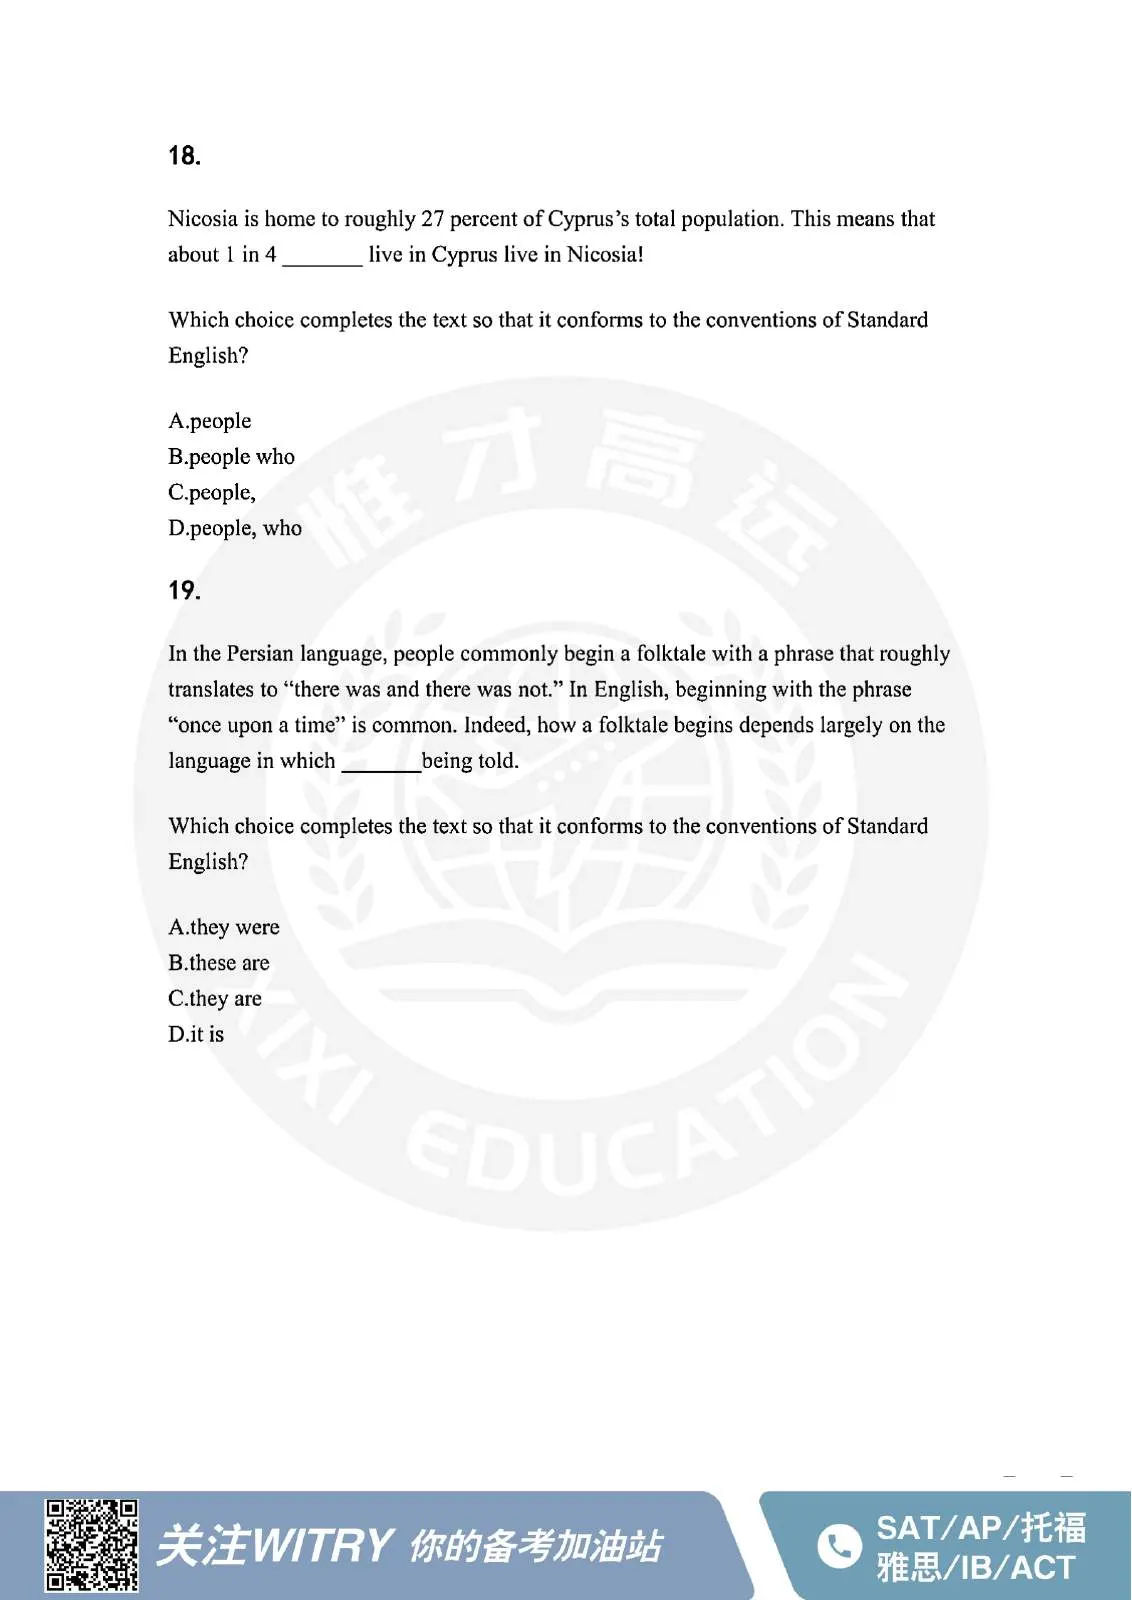 18.
Nicosia is home to roughly 27 percent of Cyprus’s total population. This means that
about 1 in 4 _______ live in Cyprus live in Nicosia!
Which choice completes the text so that it conforms to the conventions of Standard
English?
A.people
B.people who
C.people,
D.people, who
19.
In the Persian language, people commonly begin a folktale with a phrase that roughly
translates to “there was and there was not.” In English, beginning with the phrase
“once upon a time” is common. Indeed, how a folktale begins depends largely on the
language in which _______being told.
Which choice completes the text so that it conforms to the conventions of Standard
English?
A.they were
B.these are
C.they are
D.it is
惟才高远
XIXI EDUCATION
关注WITRY 你的备考加油站
SAT/AP/托福
雅思/IB/ACT